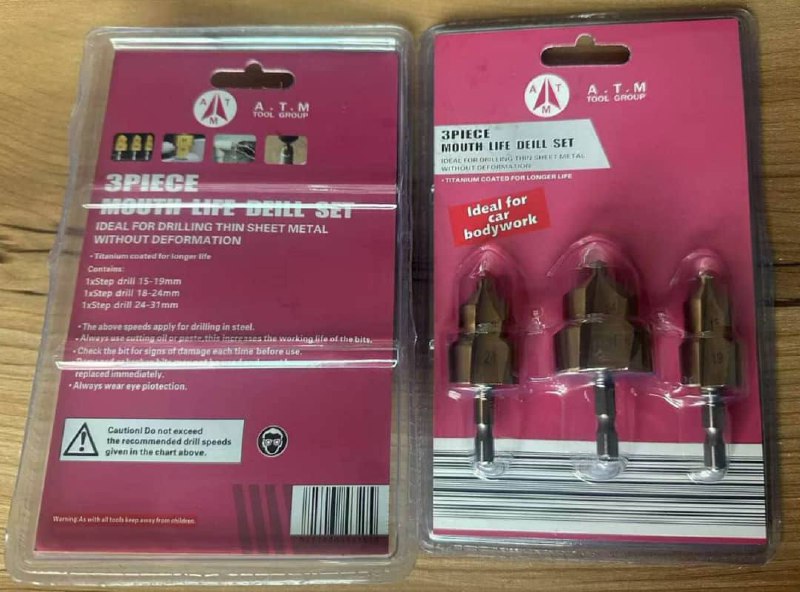 A T M
A.T.M
TOOL GROUP
3PIECE
MOUTH LIFE DEILL SET
IDEAL FOR DRILLING THIN SHEET METAL
WITHOUT DEFORMATION
• Titanium coated for longer life
Contains:
1xStep drill 15-19mm
1xStep drill 18-24mm
1xStep drill 24-31mm
• The above speeds apply for drilling in steel.
• Always use cutting oil or paste, this increases the working life of the bits.
• Check the bit for signs of damage each time before use.
replaced immediately.
• Always wear eye piotection.
Caution! Do not exceed
the recommended drill speeds
given in the chart above.
Warning: As with all tools keep away from children.
A T M
A.T.M
TOOL GROUP
3PIECE
MOUTH LIFE DEILL SET
IDEAL FOR DRILLING THIN SHEET METAL
WITHOUT DEFORMATION
• TITANIUM COATED FOR LONGER LIFE
Ideal for
car
bodywork